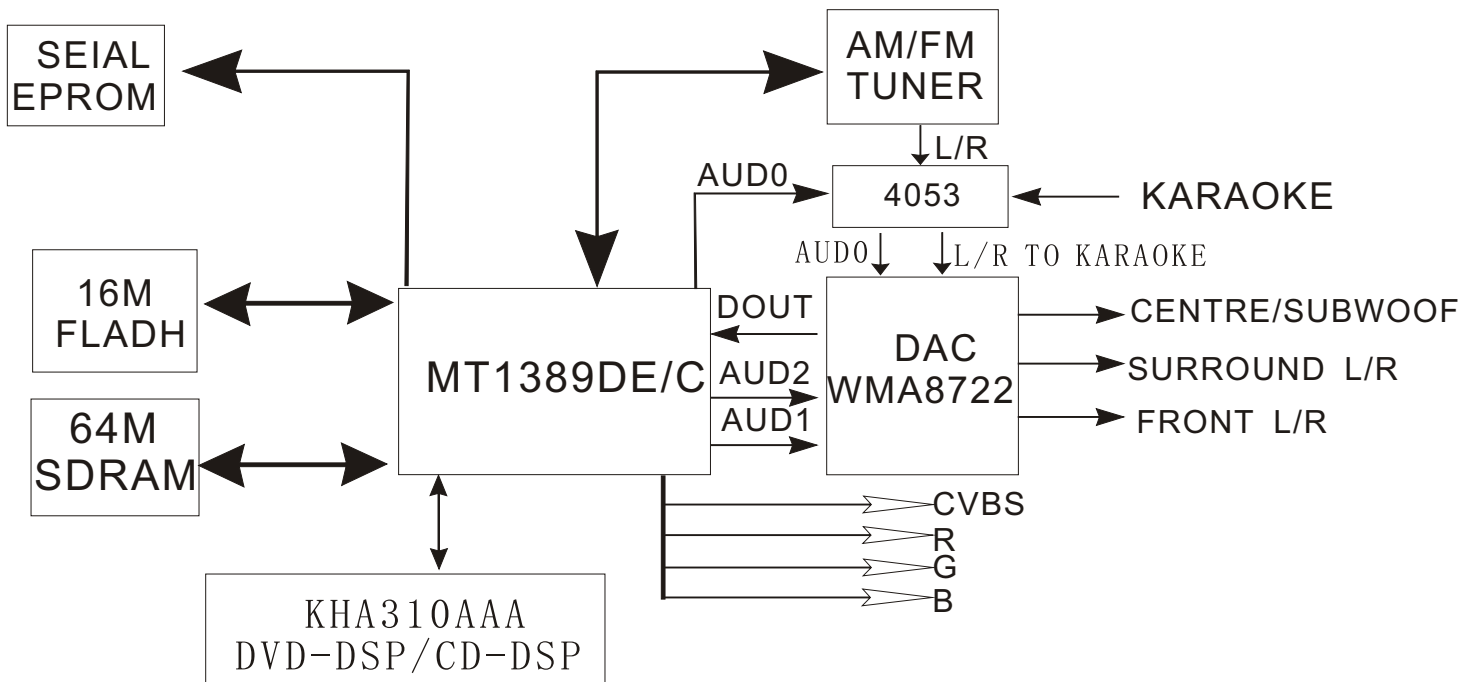 SEIAL
EPROM
AM/FM
TUNER
L/R
AUD0
4053
KARAOKE
AUD0
L/R TO KARAOKE
16M
FLADH
DOUT
MT1389DE/C
AUD2
AUD1
DAC
WMA8722
CENTRE/SUBWOOF
SURROUND L/R
FRONT L/R
64M
SDRAM
CVBS
R
G
B
KHA310AAA
DVD-DSP/CD-DSP